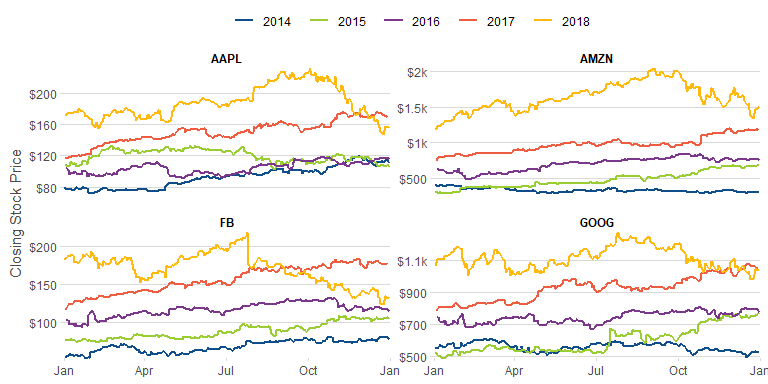 2014 2015 2016 2017 2018
AAPL
AMZN
Closing Stock Price
$200
$160
$120
$80
$2k
$1.5k
$1k
$500
FB
GOOG
$200
$150
$100
$1.1k
$900
$700
$500
Jan Apr Jul Oct Jan
Jan Apr Jul Oct Jan